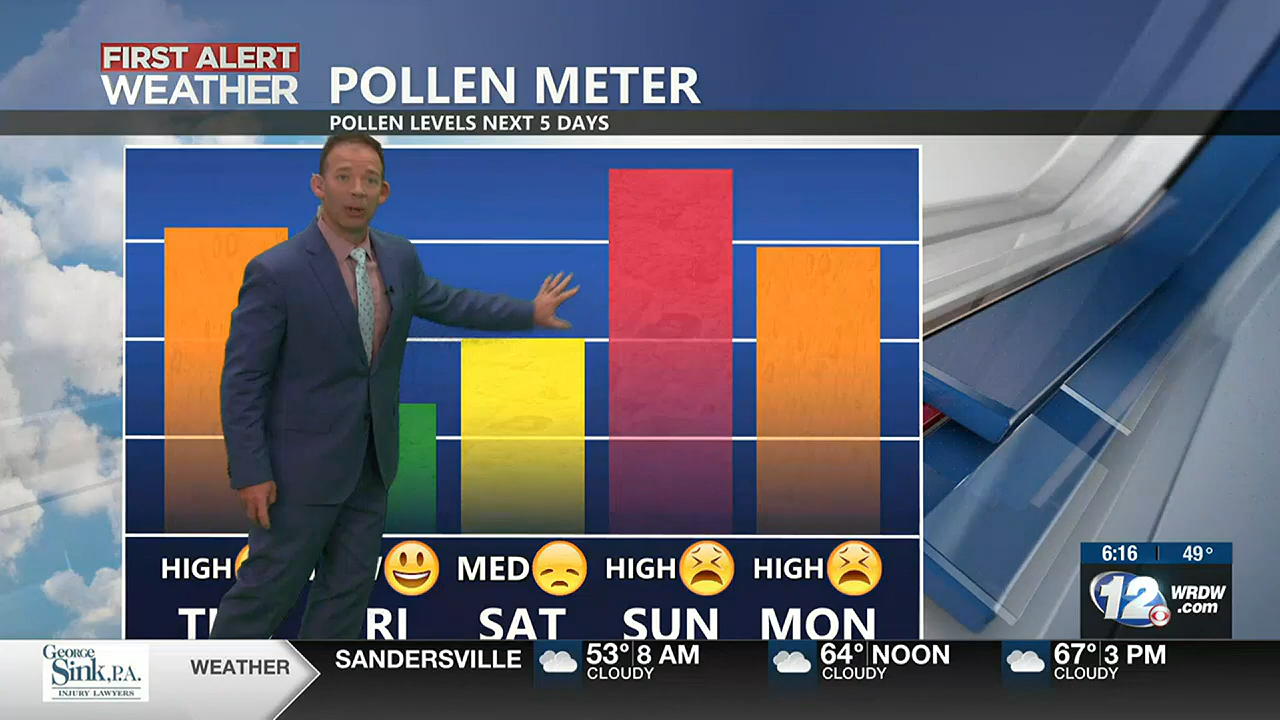 FIRST ALERT
WEATHER
POLLEN METER
POLLEN LEVELS NEXT 5 DAYS
HIGH
MED
HIGH
HIGH
SAT
SUN
MON
6:16
49°
12
WRDW
.com
GEORGE
Sink, P.A.
INJURY LAWYERS
WEATHER
SANDERSVILLE
53° 8 AM
CLOUDY
64° NOON
CLOUDY
67° 3 PM
CLOUDY